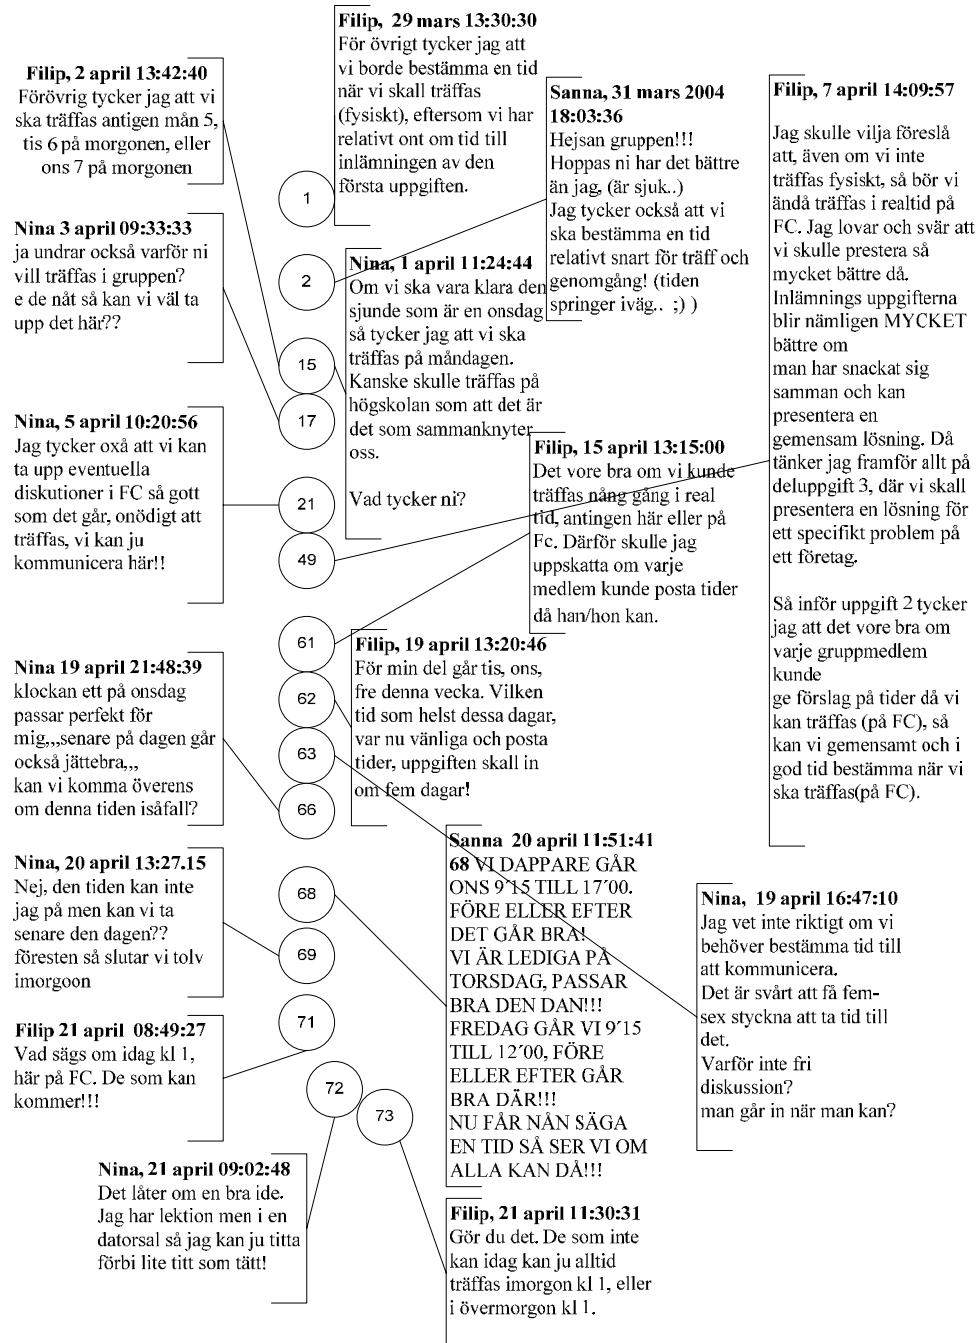 Filip, 29 mars 13:30:30
För övrigt tycker jag att
vi borde bestämma en tid
när vi skall träffas
(fysiskt), eftersom vi har
relativt ont om tid till
inlämningen av den
första uppgiften.
Filip, 2 april 13:42:40
Förövrig tycker jag att vi
ska träffas antigen mån 5,
tis 6 på morgonen, eller
ons 7 på morgonen
Sanna, 31 mars 2004
18:03:36
Hejsan gruppen!!!
Hoppas ni har det bättre
än jag, (är sjuk..)
Jag tycker också att vi
ska bestämma en tid
relativt snart för träff och
genomgång! (tiden
springer iväg.. ;) )
Filip, 7 april 14:09:57
Jag skulle vilja föreslå
att, även om vi inte
träffas fysiskt, så bör vi
ändå träffas i realtid på
FC. Jag lovar och svär att
vi skulle prestera så
mycket bättre då.
Inlämnings uppgifterna
blir nämligen MYCKET
bättre om
man har snackat sig
samman och kan
presentera en
gemensam lösning. Då
tänker jag framför allt på
deluppgift 3, där vi skall
presentera en lösning för
ett specifikt problem på
ett företag.
Så inför uppgift 2 tycker
jag att det vore bra om
varje gruppmedlem
kunde
ge förslag på tider då vi
kan träffas (på FC), så
kan vi gemensamt och i
god tid bestämma när vi
ska träffas(på FC).
1
Nina 3 april 09:33:33
ja undrar också varför ni
vill träffas i gruppen?
e de nåt så kan vi väl ta
upp det här??
2
Nina, 1 april 11:24:44
Om vi ska vara klara den
sjunde som är en onsdag
så tycker jag att vi ska
träffas på måndagen.
Kanske skulle träffas på
högskolan som att det är
det som sammanknyter
oss.
Vad tycker ni?
15
17
Nina, 5 april 10:20:56
Jag tycker oxå att vi kan
ta upp eventuella
diskutioner i FC så gott
som det går, onödigt att
träffas, vi kan ju
kommunicera här!!
21
49
Filip, 15 april 13:15:00
Det vore bra om vi kunde
träffas nång gång i real
tid, antingen här eller på
Fc. Därför skulle jag
uppskatta om varje
medlem kunde posta tider
då han/hon kan.
61
Filip, 19 april 13:20:46
För min del går tis, ons,
fre denna vecka. Vilken
tid som helst dessa dagar,
var nu vänliga och posta
tider, uppgiften skall in
om fem dagar!
62
63
66
Nina 19 april 21:48:39
klockan ett på onsdag
passar perfekt för
mig,,,senare på dagen går
också jättebra,,,
kan vi komma överens
om denna tiden isåfall?
Sanna 20 april 11:51:41
68 VI DAPPARE GÅR
ONS 9´15 TILL 17´00.
FÖRE ELLER EFTER
DET GÅR BRA!
VI ÄR LEDIGA PÅ
TORSDAG, PASSAR
BRA DEN DAN!!!
FREDAG GÅR VI 9´15
TILL 12´00, FÖRE
ELLER EFTER GÅR
BRA DÄR!!!
NU FÅR NÅN SÄGA
EN TID SÅ SER VI OM
ALLA KAN DÅ!!!
Nina, 20 april 13:27.15
Nej, den tiden kan inte
jag på men kan vi ta
senare den dagen??
föresten så slutar vi tolv
imorgoon
68
69
Nina, 19 april 16:47:10
Jag vet inte riktigt om vi
behöver bestämma tid till
att kommunicera.
Det är svårt att få fem-
sex styckna att ta tid till
det.
Varför inte fri
diskussion?
man går in när man kan?
71
Filip 21 april 08:49:27
Vad sägs om idag kl 1,
här på FC. De som kan
kommer!!!
72
73
Nina, 21 april 09:02:48
Det låter om en bra ide.
Jag har lektion men i en
datorsal så jag kan ju titta
förbi lite titt som tätt!
Filip, 21 april 11:30:31
Gör du det. De som inte
kan idag kan ju alltid
träffas imorgon kl 1, eller
i övermorgon kl 1.